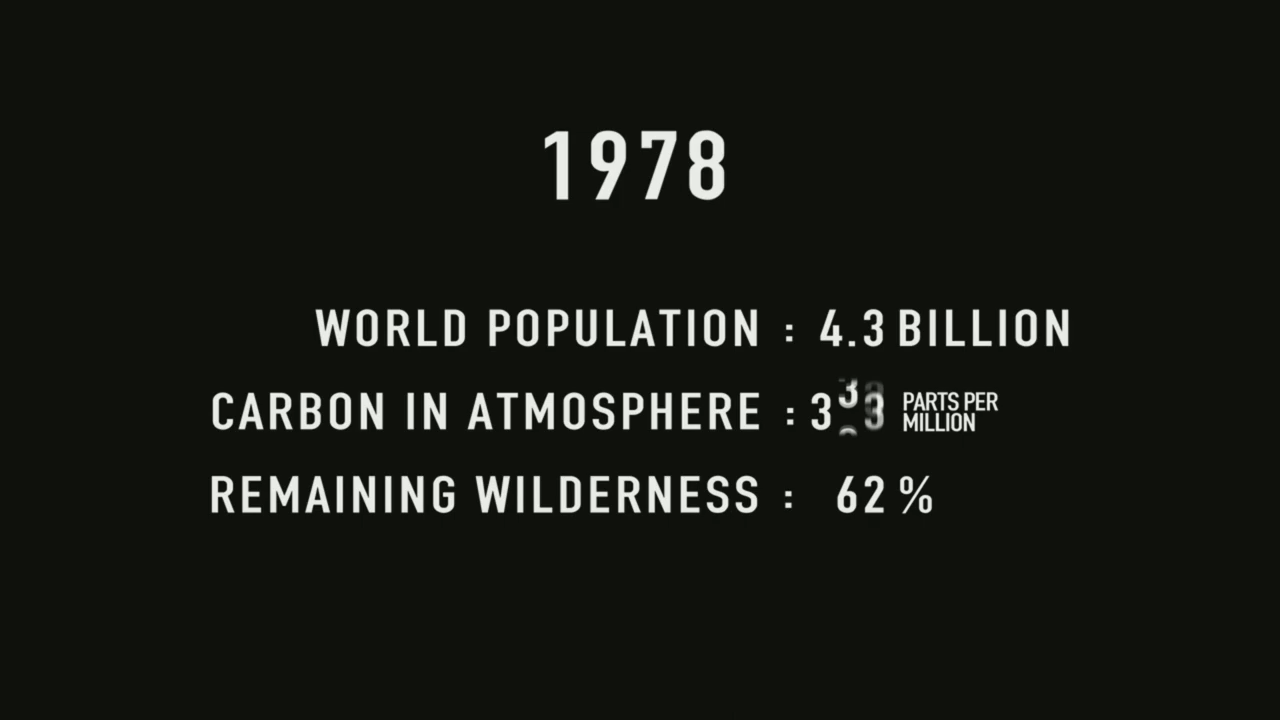 1978
WORLD POPULATION : 4.3 BILLION
CARBON IN ATMOSPHERE : PARTS PER
MILLION
REMAINING WILDERNESS : 62 %